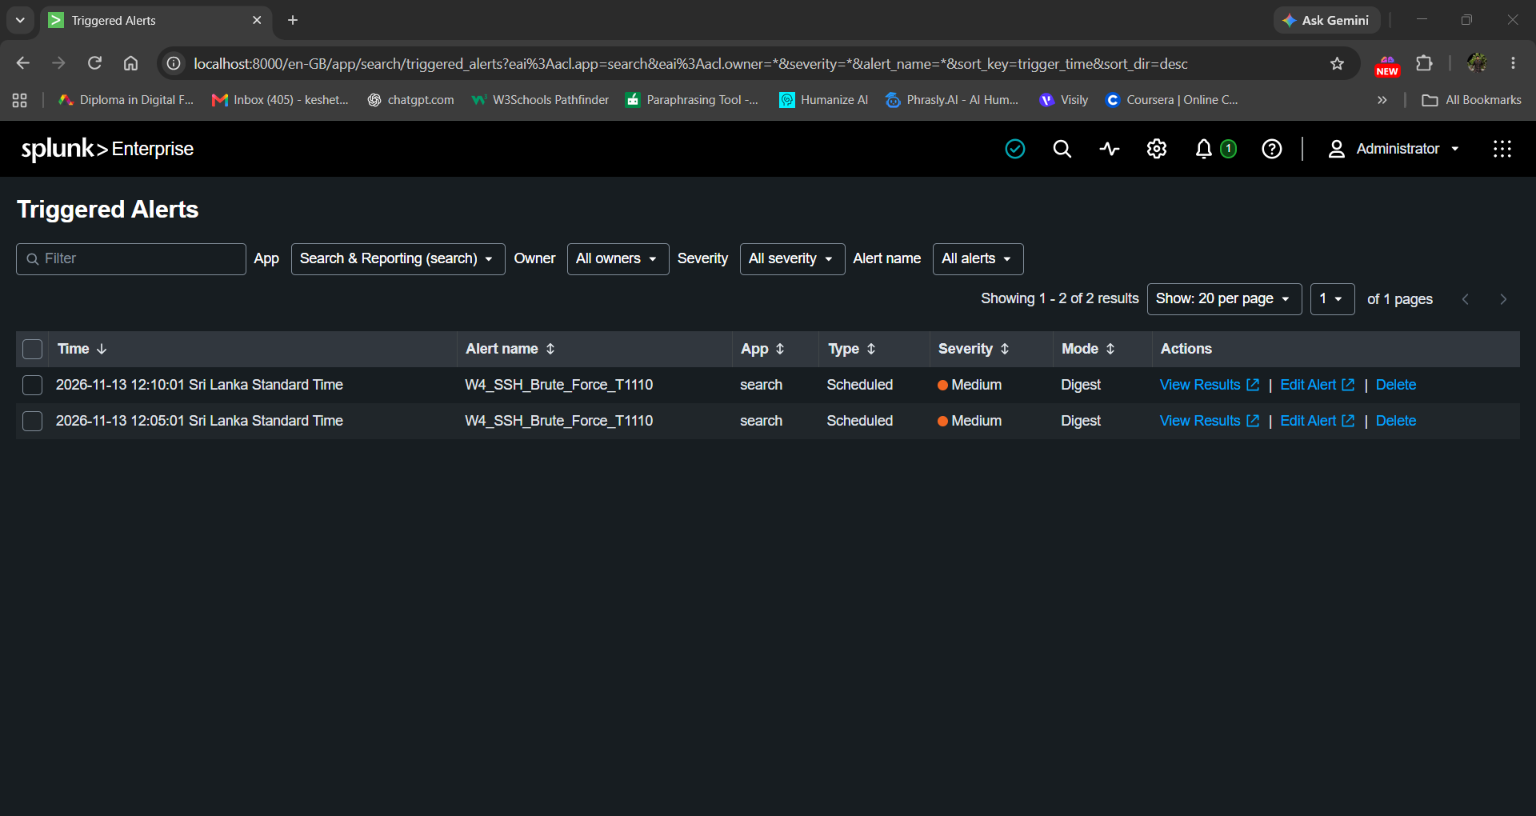 Triggered Alerts
Ask Gemini
localhost:8000/en-GB/app/search/triggered_alerts?eai%3Aacl.app=search&eai%3Aacl.owner=*&severity=*&alert_name=*&sort_key=trigger_time&sort_dir=desc
NEW
Diploma in Digital F... Inbox (405) - keshet... chatgpt.com W3Schools Pathfinder Paraphrasing Tool -... Humanize AI Phrasly.AI - AI Hum... Visily Coursera | Online C... » All Bookmarks
splunk>Enterprise 1 Administrator
Triggered Alerts
Filter App Search & Reporting (search) Owner All owners Severity All severity Alert name All alerts
Showing 1 - 2 of 2 results Show: 20 per page 1 of 1 pages
Time Alert name App Type Severity Mode Actions
2026-11-13 12:10:01 Sri Lanka Standard Time W4_SSH_Brute_Force_T1110 search Scheduled Medium Digest View Results | Edit Alert | Delete
2026-11-13 12:05:01 Sri Lanka Standard Time W4_SSH_Brute_Force_T1110 search Scheduled Medium Digest View Results | Edit Alert | Delete